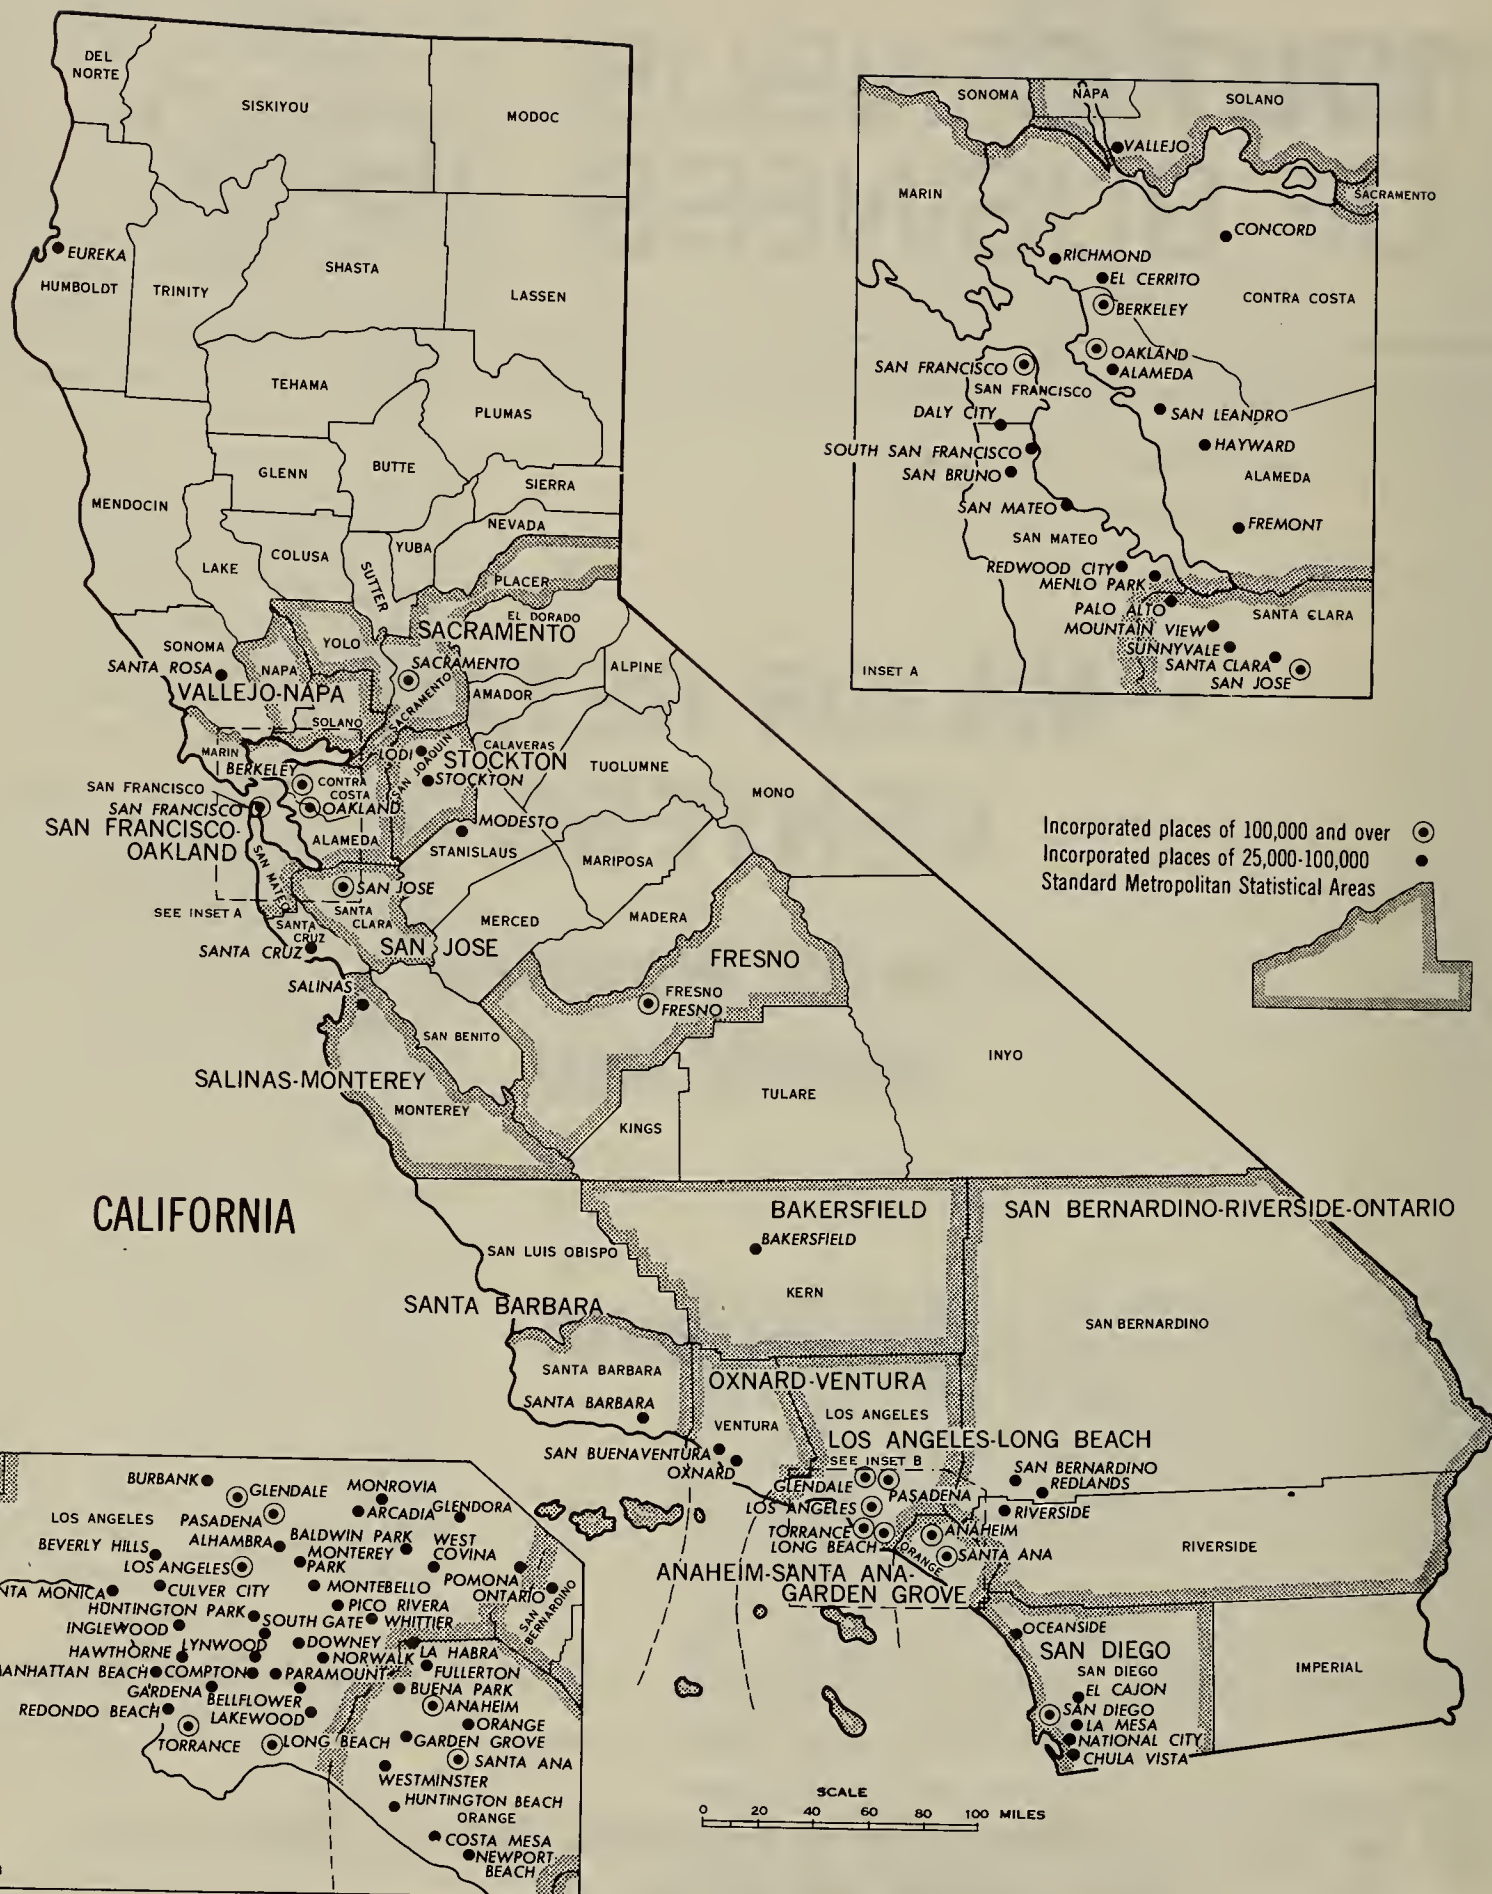 DEL
NORTE
SISKIYOU
MODOC
EUREKA
HUMBOLDT
TRINITY
SHASTA
LASSEN
TEHAMA
PLUMAS
GLENN
BUTTE
SIERRA
MENDOCIN
NEVADA
COLUSA
YUBA
LAKE
SUTTER
PLACER
EL DORADO
SACRAMENTO
SONOMA
YOLO
SANTA ROSA
NAPA
SACRAMENTO
ALPINE
VALLEJO-NAPA
SACRAMENTO
AMADOR
SOLANO
MARIN
LODI
CALAVERAS
STOCKTON
BERKELEY
SAN JOAQUIN
TUOLUMNE
SAN FRANCISCO
CONTRA
COSTA
STOCKTON
MONO
SAN FRANCISCO
OAKLAND
SAN FRANCISCO-
OAKLAND
MODESTO
ALAMEDA
STANISLAUS
MARIPOSA
SAN MATEO
SAN JOSE
SEE INSET A
SANTA
CLARA
MERCED
MADERA
SANTA
CRUZ
SANTA CRUZ
SAN JOSE
FRESNO
SALINAS
FRESNO
FRESNO
SAN BENITO
INYO
SALINAS-MONTEREY
TULARE
MONTEREY
KINGS
CALIFORNIA
BAKERSFIELD
SAN BERNARDINO-RIVERSIDE-ONTARIO
BAKERSFIELD
SAN LUIS OBISPO
KERN
SANTA BARBARA
SAN BERNARDINO
SANTA BARBARA
OXNARD-VENTURA
SANTA BARBARA
VENTURA
LOS ANGELES
LOS ANGELES-LONG BEACH
SAN BUENAVENTURA
SEE INSET B
OXNARD
SAN BERNARDINO
GLENDALE
PASADENA
REDLANDS
LOS ANGELES
RIVERSIDE
TORRANCE
ANAHEIM
LONG BEACH
ORANGE
SANTA ANA
RIVERSIDE
ANAHEIM-SANTA ANA-
GARDEN GROVE
OCEANSIDE
SAN DIEGO
SAN DIEGO
IMPERIAL
EL CAJON
SAN DIEGO
LA MESA
NATIONAL CITY
CHULA VISTA
SCALE
0 20 40 60 80 100 MILES
SONOMA
NAPA
SOLANO
VALLEJO
MARIN
SACRAMENTO
CONCORD
RICHMOND
EL CERRITO
CONTRA COSTA
BERKELEY
OAKLAND
SAN FRANCISCO
ALAMEDA
SAN FRANCISCO
DALY CITY
SAN LEANDRO
SOUTH SAN FRANCISCO
HAYWARD
SAN BRUNO
ALAMEDA
SAN MATEO
FREMONT
SAN MATEO
REDWOOD CITY
MENLO PARK
PALO ALTO
SANTA CLARA
MOUNTAIN VIEW
SUNNYVALE
SANTA CLARA
INSET A
SAN JOSE
Incorporated places of 100,000 and over
Incorporated places of 25,000-100,000
Standard Metropolitan Statistical Areas
BURBANK
GLENDALE
MONROVIA
LOS ANGELES
PASADENA
ARCADIA
GLENDORA
BEVERLY HILLS
ALHAMBRA
BALDWIN PARK
WEST
COVINA
LOS ANGELES
MONTEREY
PARK
NTA MONICA
CULVER CITY
MONTEBELLO
POMONA
ONTARIO
HUNTINGTON PARK
PICO RIVERA
SAN
BERNARDINO
INGLEWOOD
SOUTH GATE
WHITTIER
HAWTHORNE
LYNWOOD
DOWNEY
LA HABRA
NORWALK
ANHATTAN BEACH
COMPTON
PARAMOUNT
FULLERTON
GARDENA
BELLFLOWER
BUENA PARK
REDONDO BEACH
LAKEWOOD
ANAHEIM
ORANGE
TORRANCE
LONG BEACH
GARDEN GROVE
SANTA ANA
WESTMINSTER
HUNTINGTON BEACH
ORANGE
COSTA MESA
NEWPORT
BEACH